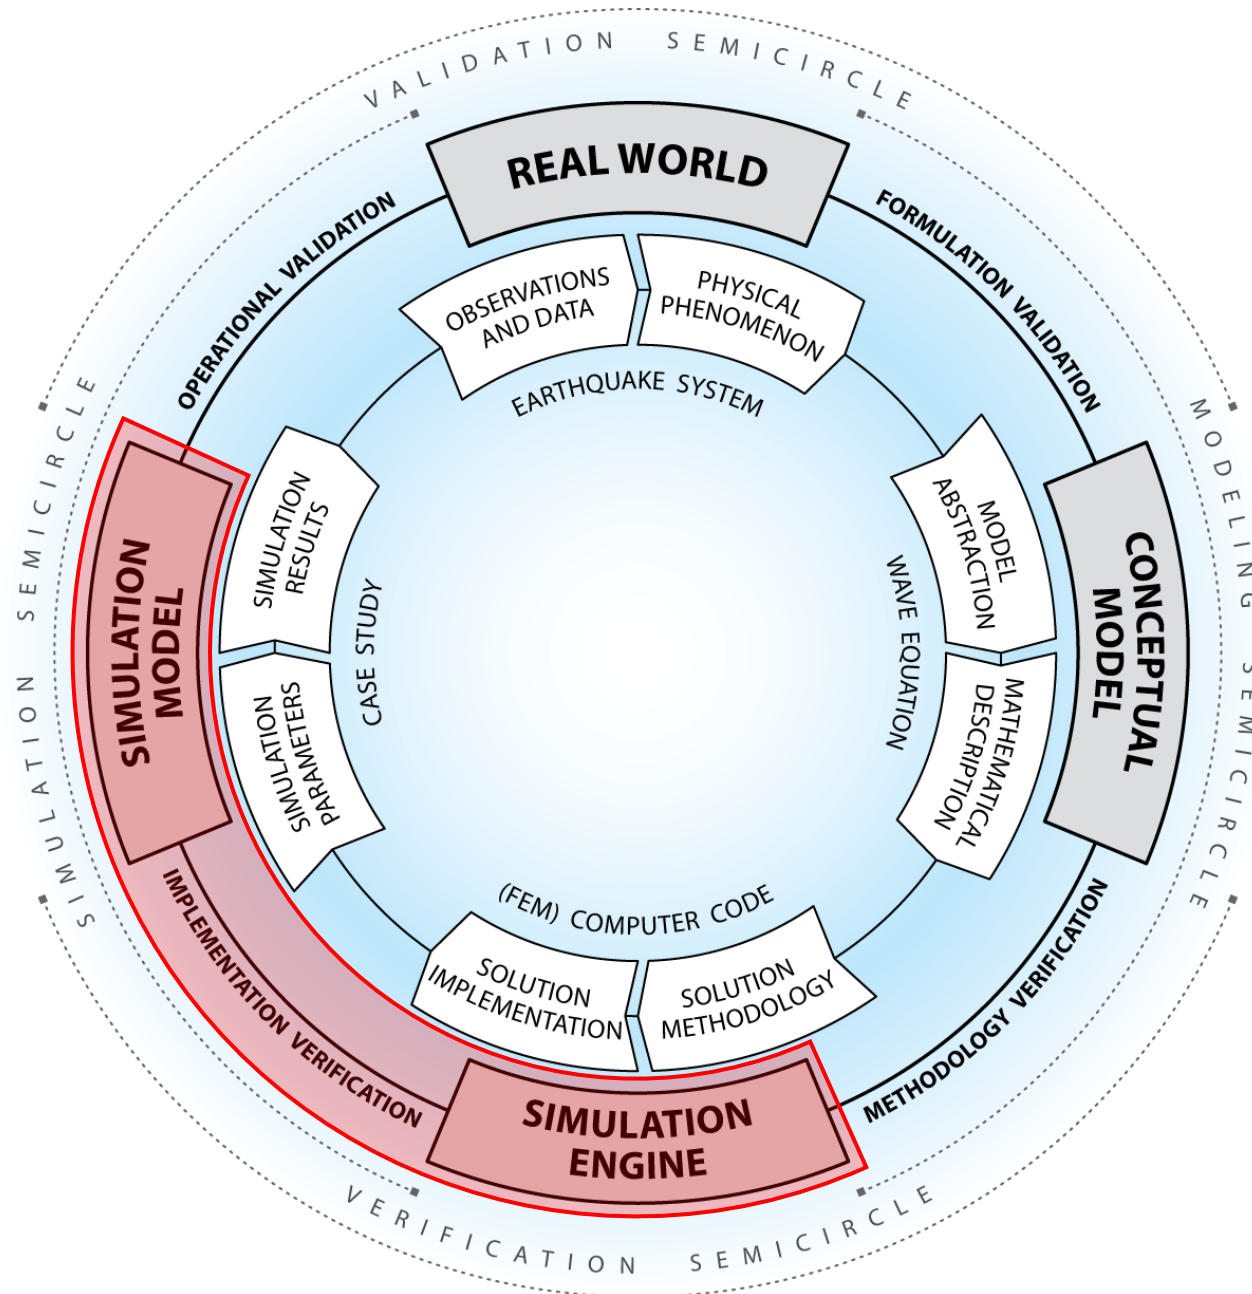 VALIDATION SEMICIRCLE
REAL WORLD
OPERATIONAL VALIDATION
FORMULATION VALIDATION
OBSERVATIONS
AND DATA
PHYSICAL
PHENOMENON
EARTHQUAKE SYSTEM
SIMULATION SEMICIRCLE
MODELING SEMICIRCLE
SIMULATION
MODEL
SIMULATION
RESULTS
CASE STUDY
SIMULATION
PARAMETERS
WAVE EQUATION
MODEL
ABSTRACTION
MATHEMATICAL
DESCRIPTION
CONCEPTUAL
MODEL
(FEM) COMPUTER CODE
SOLUTION
IMPLEMENTATION
SOLUTION
METHODOLOGY
IMPLEMENTATION VERIFICATION
METHODOLOGY VERIFICATION
SIMULATION
ENGINE
VERIFICATION SEMICIRCLE